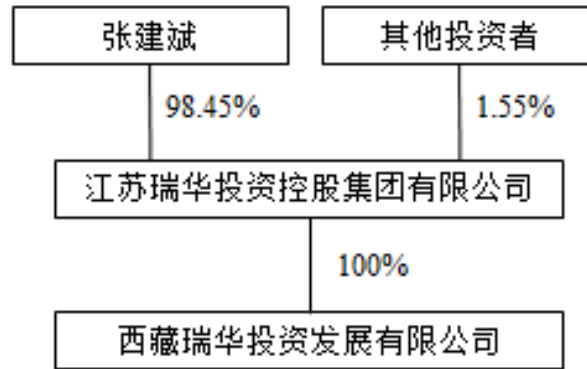 张建斌
其他投资者
98.45%
1.55%
江苏瑞华投资控股集团有限公司
100%
西藏瑞华投资发展有限公司